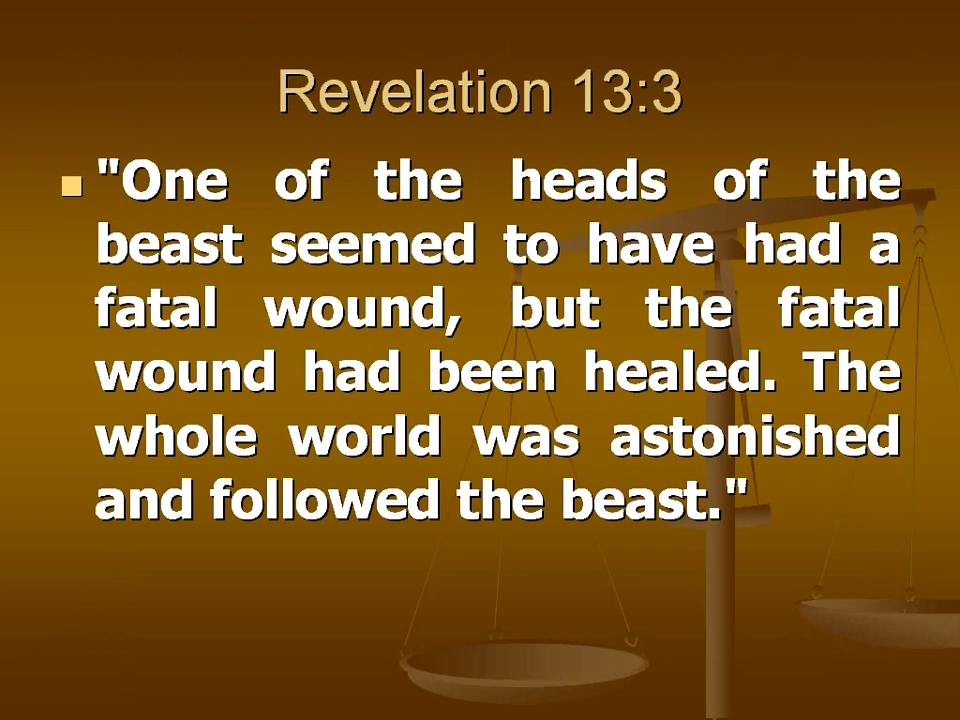 Revelation 13:3
"One of the heads of the
beast seemed to have had a
fatal wound, but the fatal
wound had been healed. The
whole world was astonished
and followed the beast."